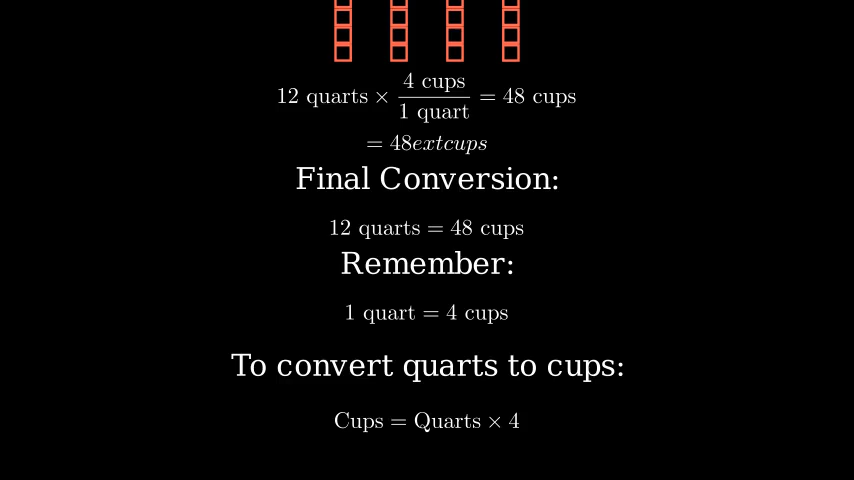 12 quarts × 4 cups / 1 quart = 48 cups
= 48extcups
Final Conversion:
12 quarts = 48 cups
Remember:
1 quart = 4 cups
To convert quarts to cups:
Cups = Quarts × 4